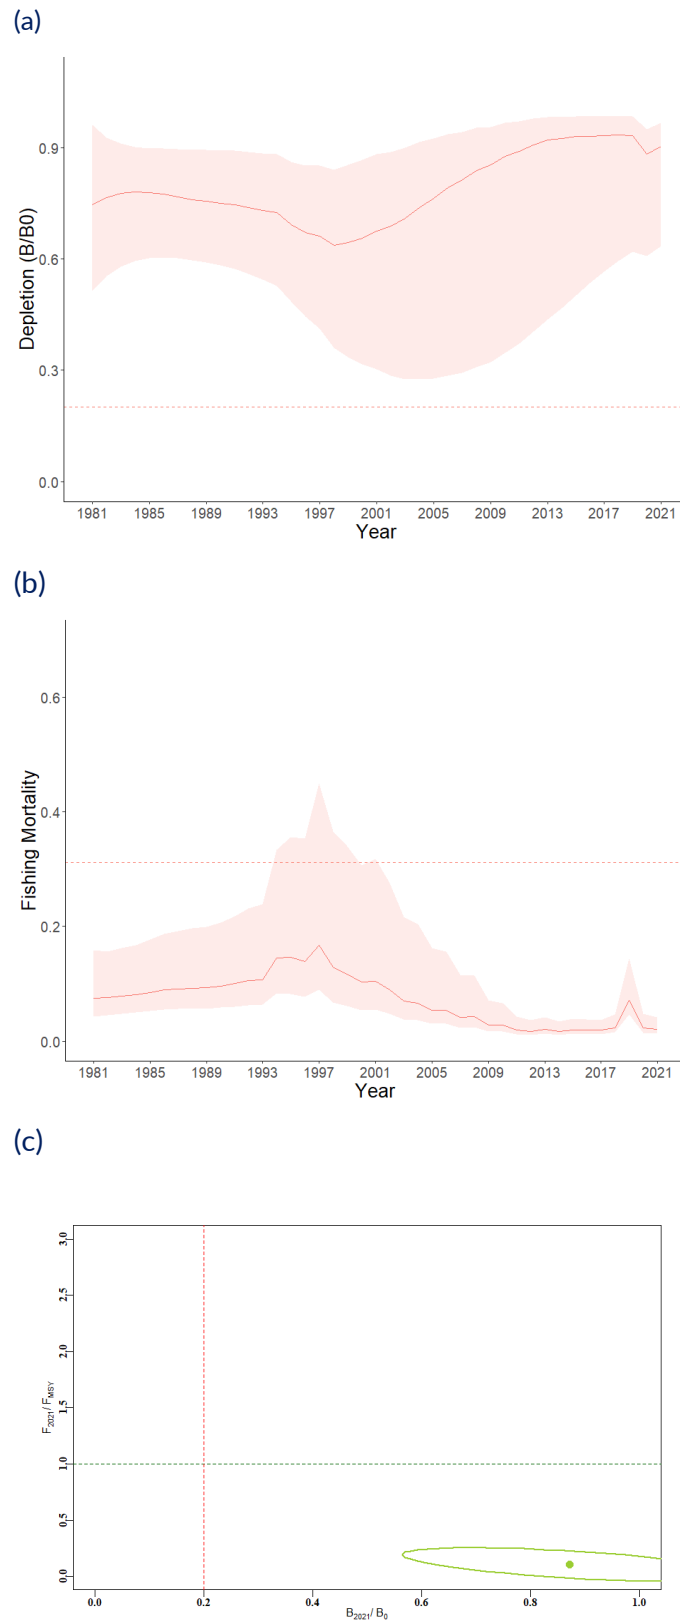 (a)
Depletion (B/B0)
0.9
0.6
0.3
0.0
1981 1985 1989 1993 1997 2001 2005 2009 2013 2017 2021
Year
(b)
Fishing Mortality
0.6
0.4
0.2
0.0
1981 1985 1989 1993 1997 2001 2005 2009 2013 2017 2021
Year
(c)
F2021/ FMSY
3.0
2.5
2.0
1.5
1.0
0.5
0.0
0.0 0.2 0.4 0.6 0.8 1.0
B2021/ B0